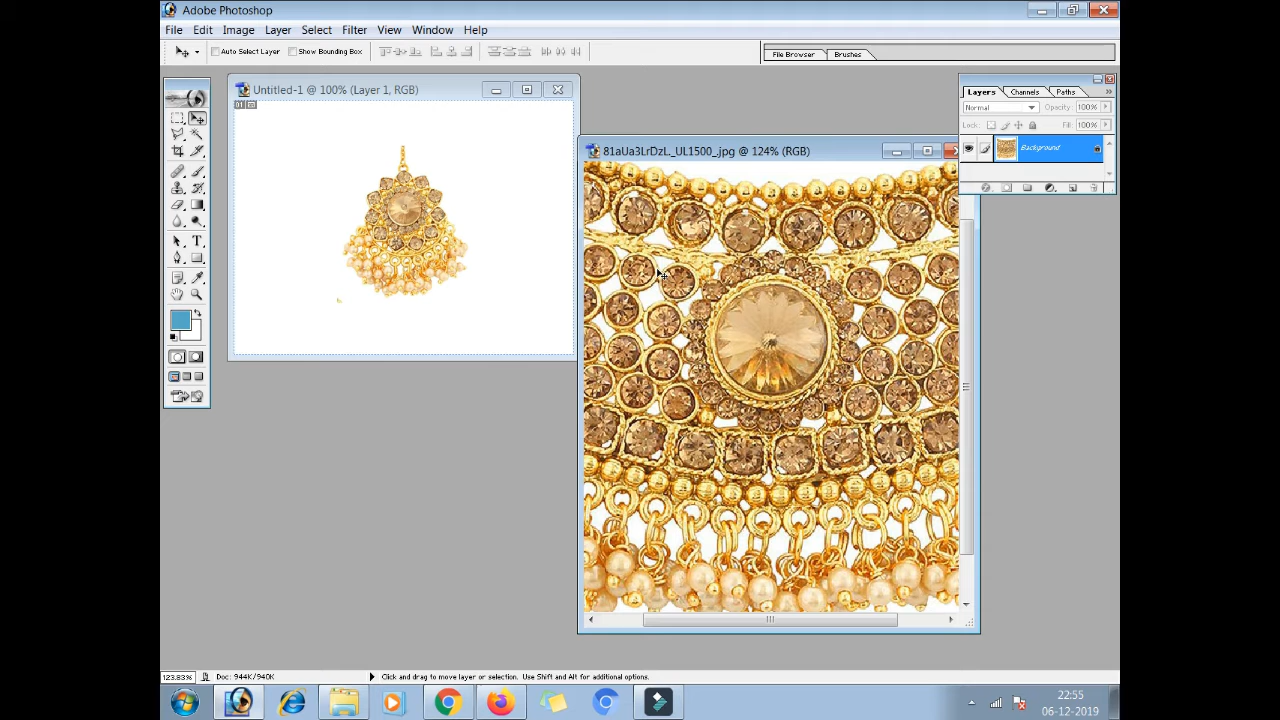 Adobe Photoshop
File Edit Image Layer Select Filter View Window Help
Auto Select Layer Show Bounding Box File Browser Brushes
Untitled-1 @ 100% (Layer 1, RGB)
81aUa3LrDzL._UL1500_.jpg @ 124% (RGB)
Layers Channels Paths
Normal Opacity: 100%
Lock: Fill: 100%
Background
123.83% Doc: 944K/940K Click and drag to move layer or selection. Use Shift and Alt for additional options.
22:55
06-12-2019